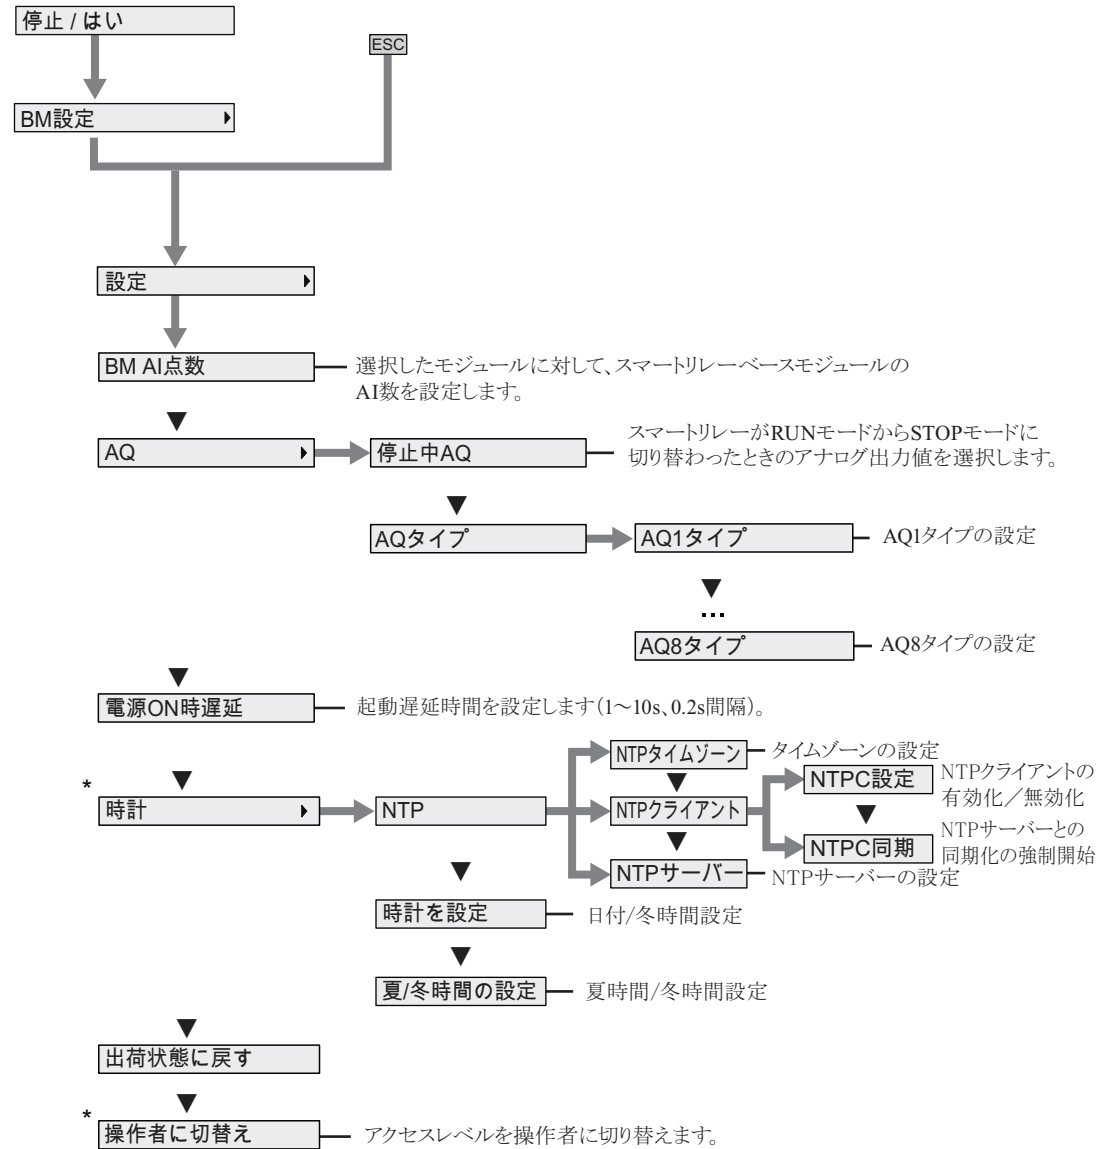 停止 / はい
ESC
BM設定
設定
BM AI点数
選択したモジュールに対して、スマートリレーベースモジュールの
AI数を設定します。
AQ
停止中AQ
スマートリレーがRUNモードからSTOPモードに
切り替わったときのアナログ出力値を選択します。
AQタイプ
AQ1タイプ
AQ1タイプの設定
...
AQ8タイプ
AQ8タイプの設定
電源ON時遅延
起動遅延時間を設定します(1～10s、0.2s間隔)。
*
時計
NTP
NTPタイムゾーン
タイムゾーンの設定
NTPクライアント
NTPC設定
NTPクライアントの
有効化／無効化
NTPC同期
NTPサーバーとの
同期化の強制開始
NTPサーバー
NTPサーバーの設定
時計を設定
日付/冬時間設定
夏/冬時間の設定
夏時間/冬時間設定
出荷状態に戻す
*
操作者に切替え
アクセスレベルを操作者に切り替えます。